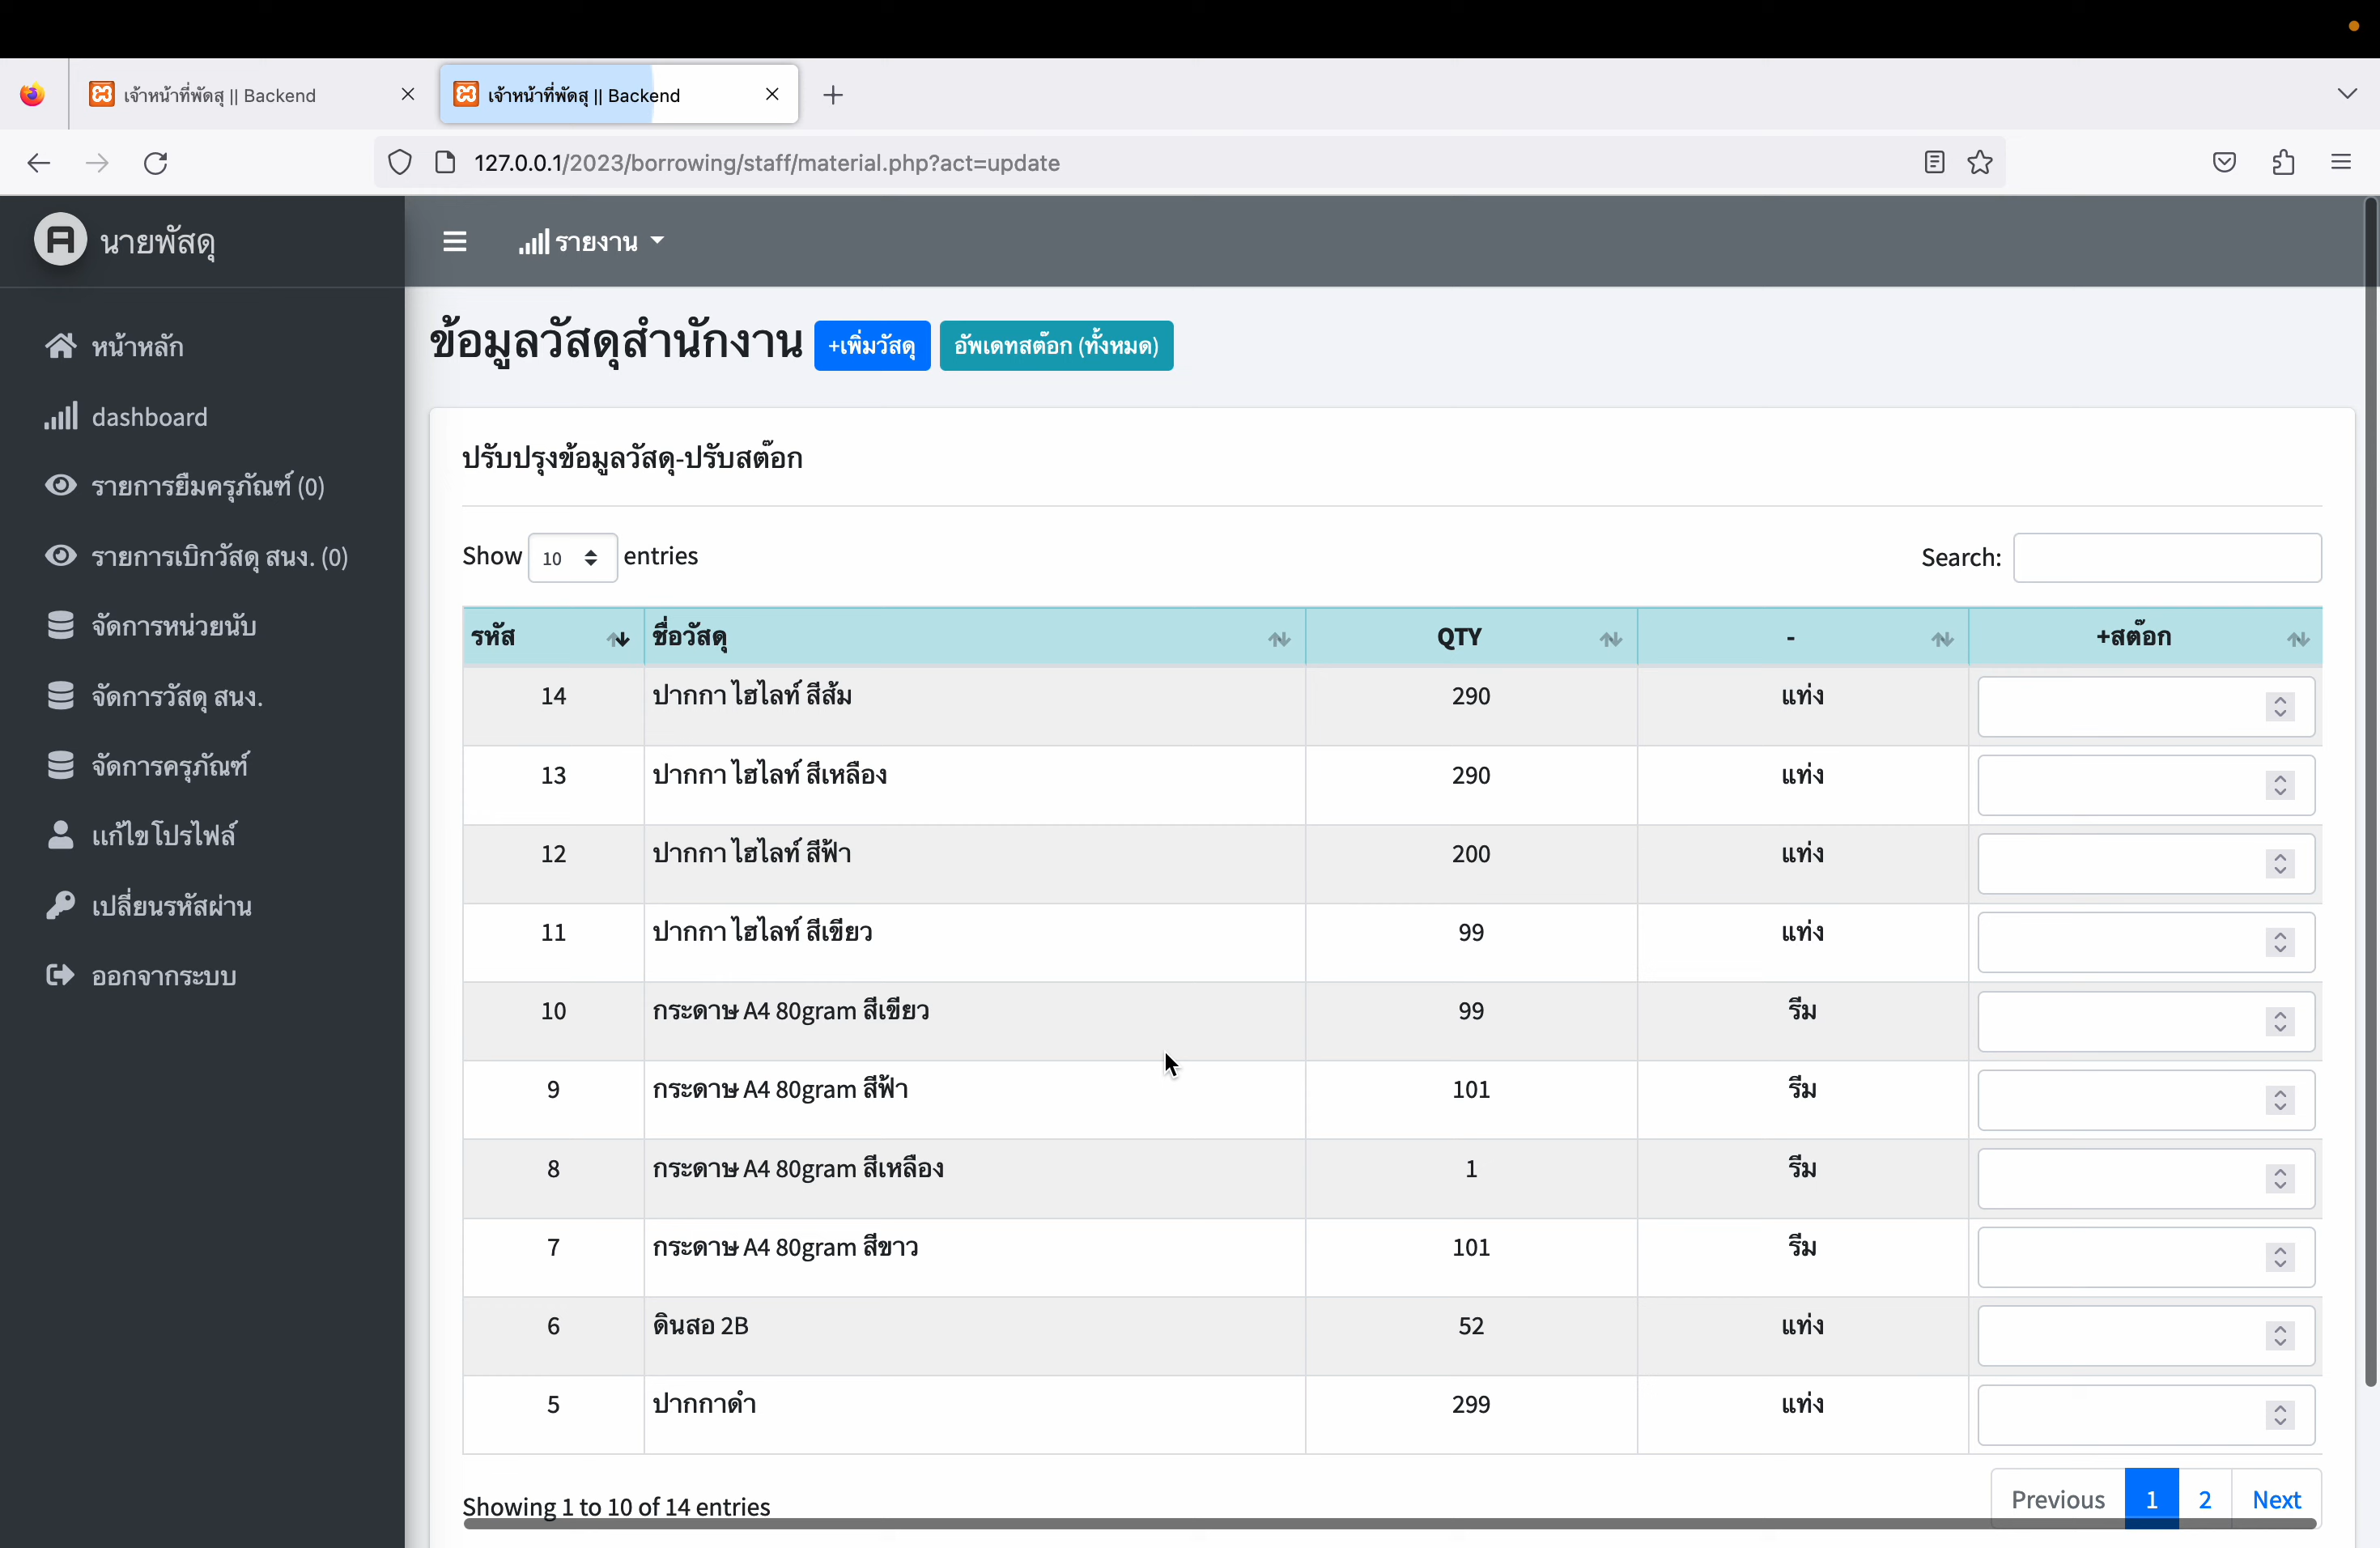 เจ้าหน้าที่พัดสุ || Backend
เจ้าหน้าที่พัดสุ || Backend
127.0.0.1/2023/borrowing/staff/material.php?act=update
นายพัสดุ
รายงาน
หน้าหลัก
dashboard
รายการยืมครุภัณฑ์ (0)
รายการเบิกวัสดุ สนง. (0)
จัดการหน่วยนับ
จัดการวัสดุ สนง.
จัดการครุภัณฑ์
แก้ไขโปรไฟล์
เปลี่ยนรหัสผ่าน
ออกจากระบบ
ข้อมูลวัสดุสำนักงาน +เพิ่มวัสดุ อัพเดทสต๊อก (ทั้งหมด)
ปรับปรุงข้อมูลวัสดุ-ปรับสต๊อก
Show 10 entries Search:
รหัส ชื่อวัสดุ QTY - +สต๊อก
14 ปากกา ไฮไลท์ สีส้ม 290 แท่ง
13 ปากกา ไฮไลท์ สีเหลือง 290 แท่ง
12 ปากกา ไฮไลท์ สีฟ้า 200 แท่ง
11 ปากกา ไฮไลท์ สีเขียว 99 แท่ง
10 กระดาษ A4 80gram สีเขียว 99 รีม
9 กระดาษ A4 80gram สีฟ้า 101 รีม
8 กระดาษ A4 80gram สีเหลือง 1 รีม
7 กระดาษ A4 80gram สีขาว 101 รีม
6 ดินสอ 2B 52 แท่ง
5 ปากกาดำ 299 แท่ง
Showing 1 to 10 of 14 entries
Previous 1 2 Next